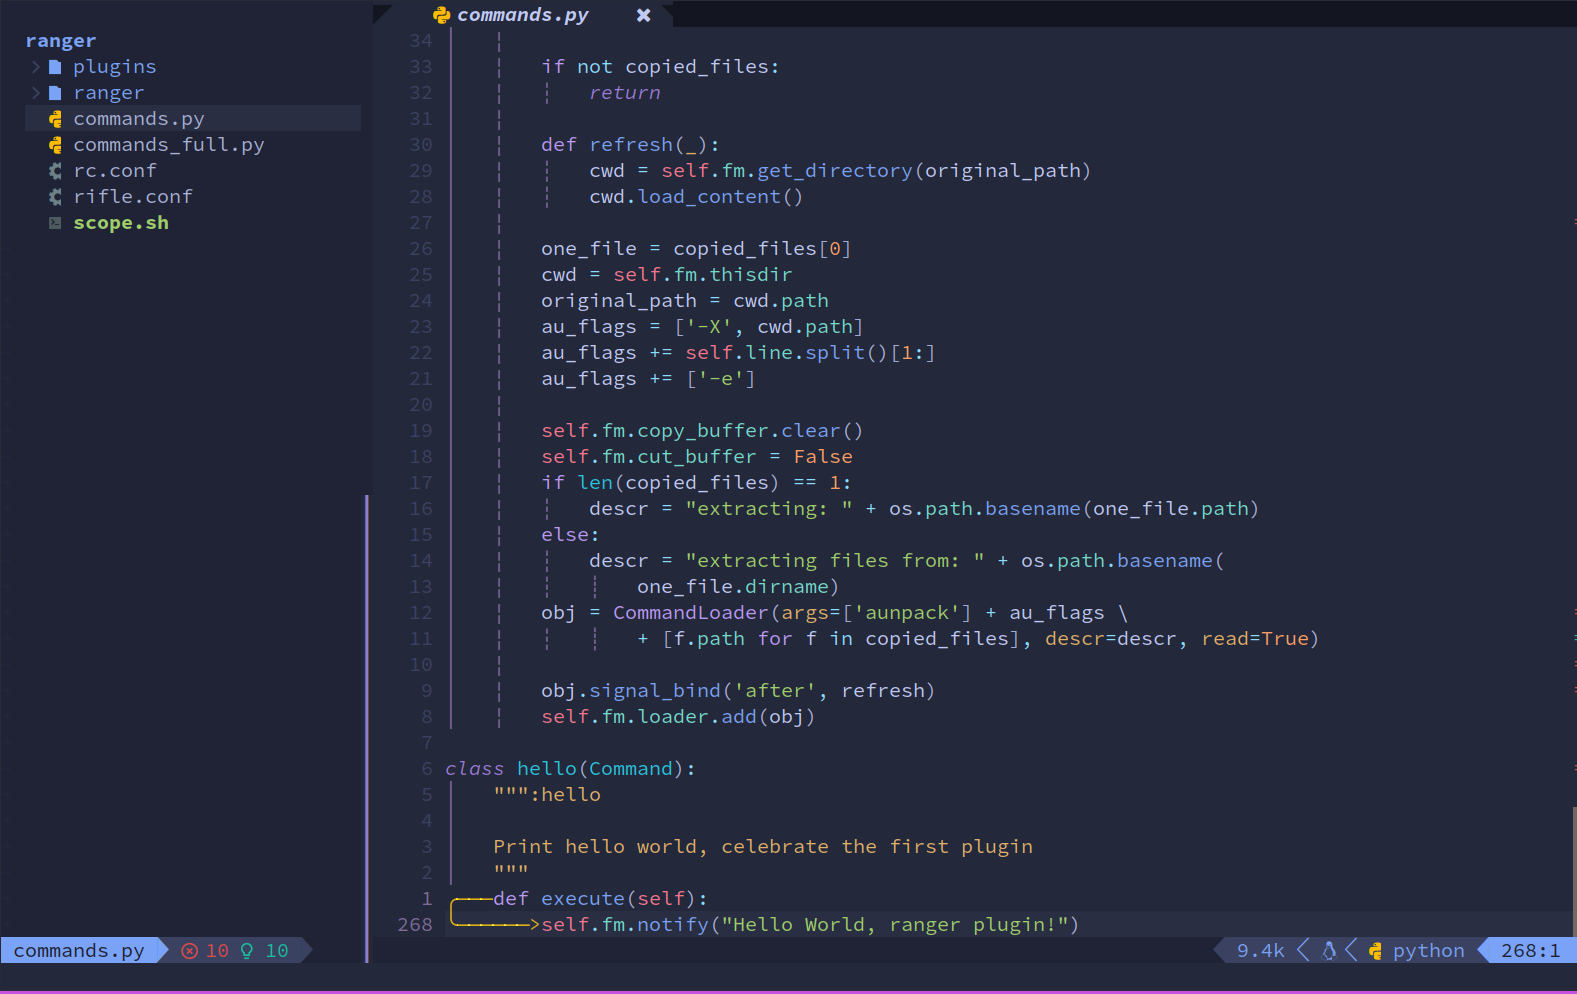 commands.py ✖
ranger
plugins
ranger
commands.py
commands_full.py
rc.conf
rifle.conf
scope.sh
34
33 if not copied_files:
32 return
31
30 def refresh(_):
29 cwd = self.fm.get_directory(original_path)
28 cwd.load_content()
27
26 one_file = copied_files[0]
25 cwd = self.fm.thisdir
24 original_path = cwd.path
23 au_flags = ['-X', cwd.path]
22 au_flags += self.line.split()[1:]
21 au_flags += ['-e']
20
19 self.fm.copy_buffer.clear()
18 self.fm.cut_buffer = False
17 if len(copied_files) == 1:
16 descr = "extracting: " + os.path.basename(one_file.path)
15 else:
14 descr = "extracting files from: " + os.path.basename(
13 one_file.dirname)
12 obj = CommandLoader(args=['aunpack'] + au_flags \
11 + [f.path for f in copied_files], descr=descr, read=True)
10
9 obj.signal_bind('after', refresh)
8 self.fm.loader.add(obj)
7
6 class hello(Command):
5 """:hello
4
3 Print hello world, celebrate the first plugin
2 """
1 def execute(self):
268 self.fm.notify("Hello World, ranger plugin!")
commands.py 10 10
9.4k python 268:1